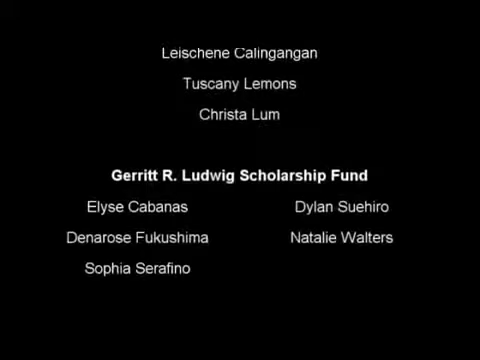 Leischene Calingangan
Tuscany Lemons
Christa Lum
Gerritt R. Ludwig Scholarship Fund
Elyse Cabanas
Dylan Suehiro
Denarose Fukushima
Natalie Walters
Sophia Serafino